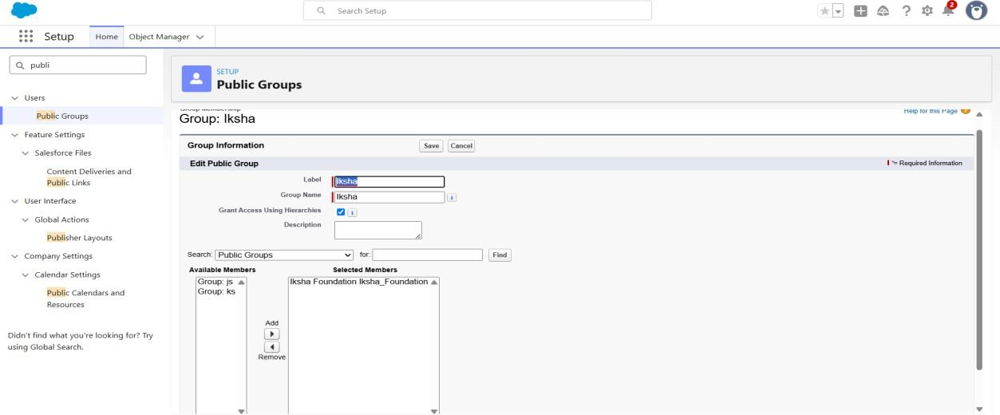 Search Setup
2
Setup
Home
Object Manager
publi
Users
Public Groups
Feature Settings
Salesforce Files
Content Deliveries and
Public Links
User Interface
Global Actions
Publisher Layouts
Company Settings
Calendar Settings
Public Calendars and
Resources
Didn't find what you're looking for? Try
using Global Search.
SETUP
Public Groups
Group Membership
Group: Iksha
Help for this Page ?
Group Information
Save
Cancel
Edit Public Group
*= Required Information
Label
Iksha
Group Name
Iksha
i
Grant Access Using Hierarchies
i
Description
Search:
Public Groups
for:
Find
Available Members
Selected Members
Group: js
Group: ks
Iksha Foundation Iksha_Foundation
Add
Remove